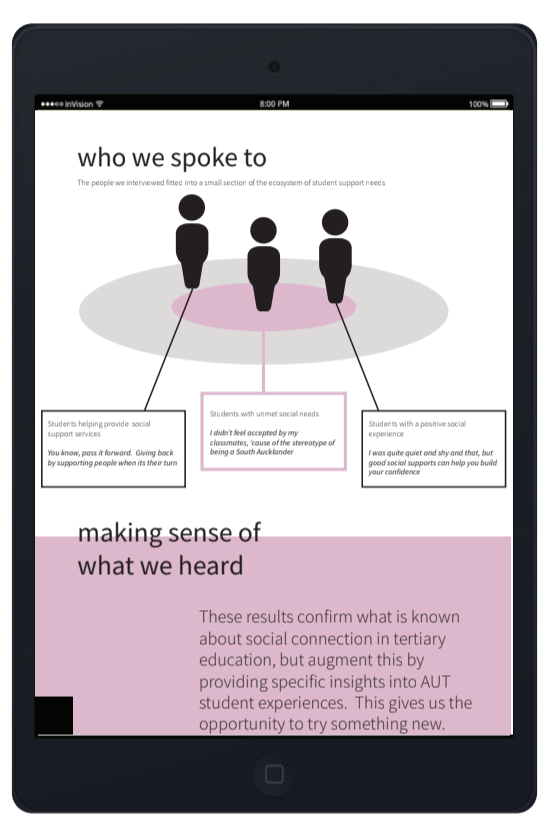 InVision
8:00 PM
100%
who we spoke to
The people we interviewed fitted into a small section of the ecosystem of student support needs
Students helping provide social
support services
You know, pass it forward. Giving back
by supporting people when its their turn
Students with unmet social needs
I didn't feel accepted by my
classmates, 'cause of the stereotype of
being a South Aucklander
Students with a positive social
experience
I was quite quiet and shy and that, but
good social supports can help you build
your confidence
making sense of
what we heard
These results confirm what is known
about social connection in tertiary
education, but augment this by
providing specific insights into AUT
student experiences. This gives us the
opportunity to try something new.